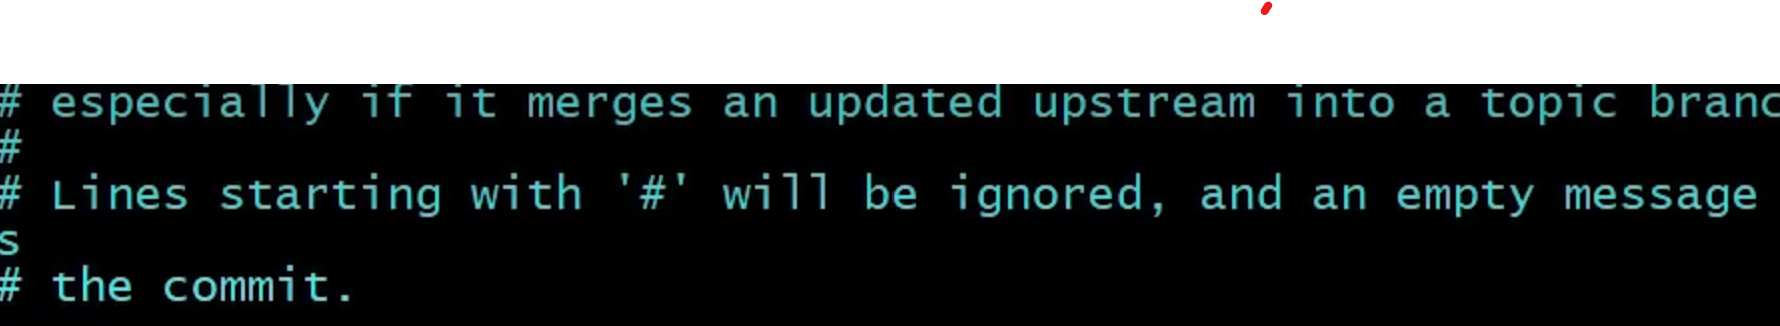 # especially if it merges an updated upstream into a topic branc
#
# Lines starting with '#' will be ignored, and an empty message
s
# the commit.